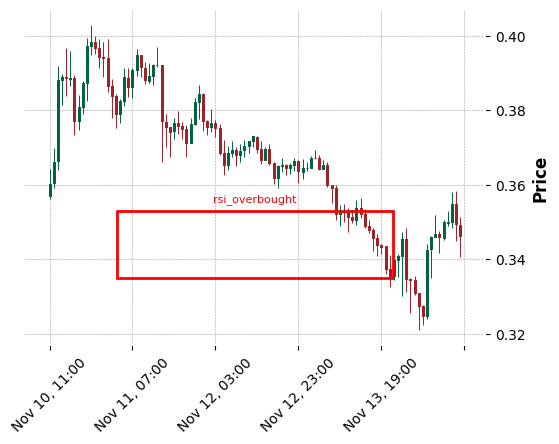 0.40
0.38
0.36
0.34
0.32
Price
rsi_overbought
Nov 10, 11:00
Nov 11, 07:00
Nov 12, 03:00
Nov 12, 23:00
Nov 13, 19:00